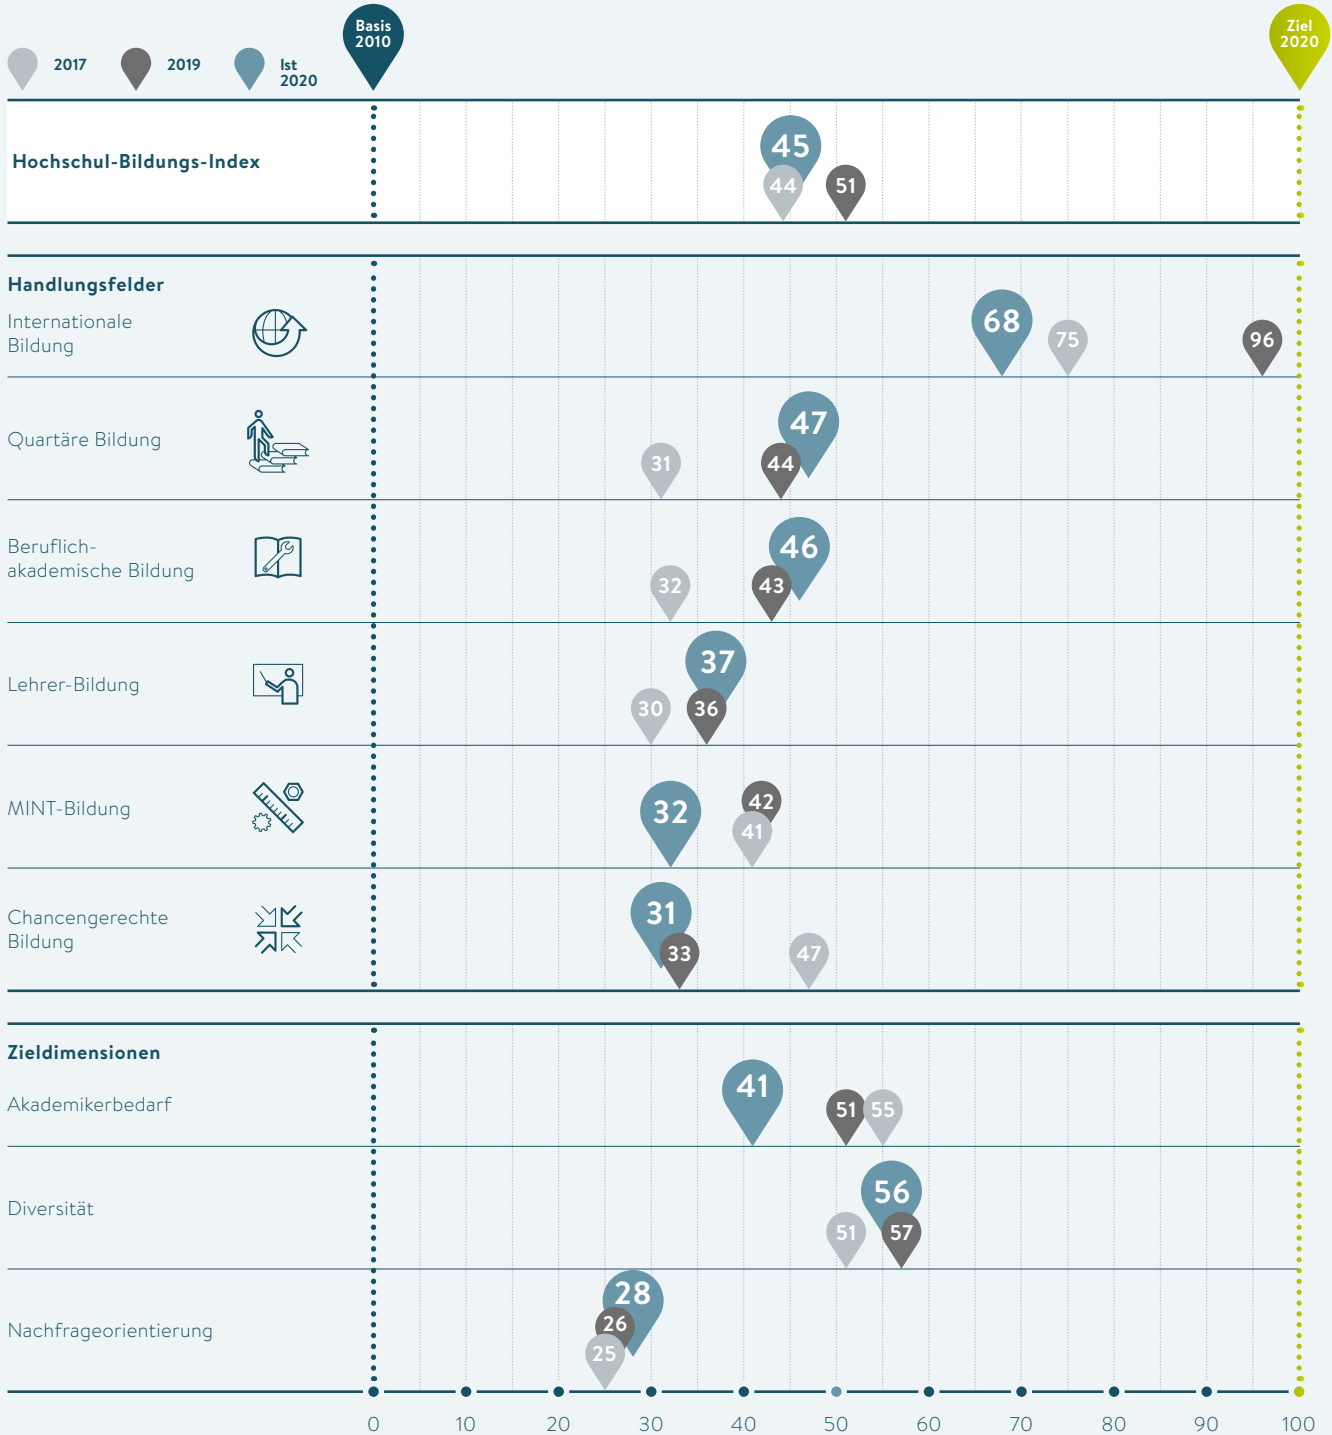 2017
2019
Ist
2020
Basis
2010
Ziel
2020
Hochschul-Bildungs-Index
45
44
51
Handlungsfelder
Internationale
Bildung
68
75
96
Quartäre Bildung
47
31
44
Beruflich-
akademische Bildung
46
32
43
Lehrer-Bildung
37
30
36
MINT-Bildung
32
42
41
Chancengerechte
Bildung
31
33
47
Zieldimensionen
Akademikerbedarf
41
51
55
Diversität
56
51
57
Nachfrageorientierung
28
26
25
0 10 20 30 40 50 60 70 80 90 100